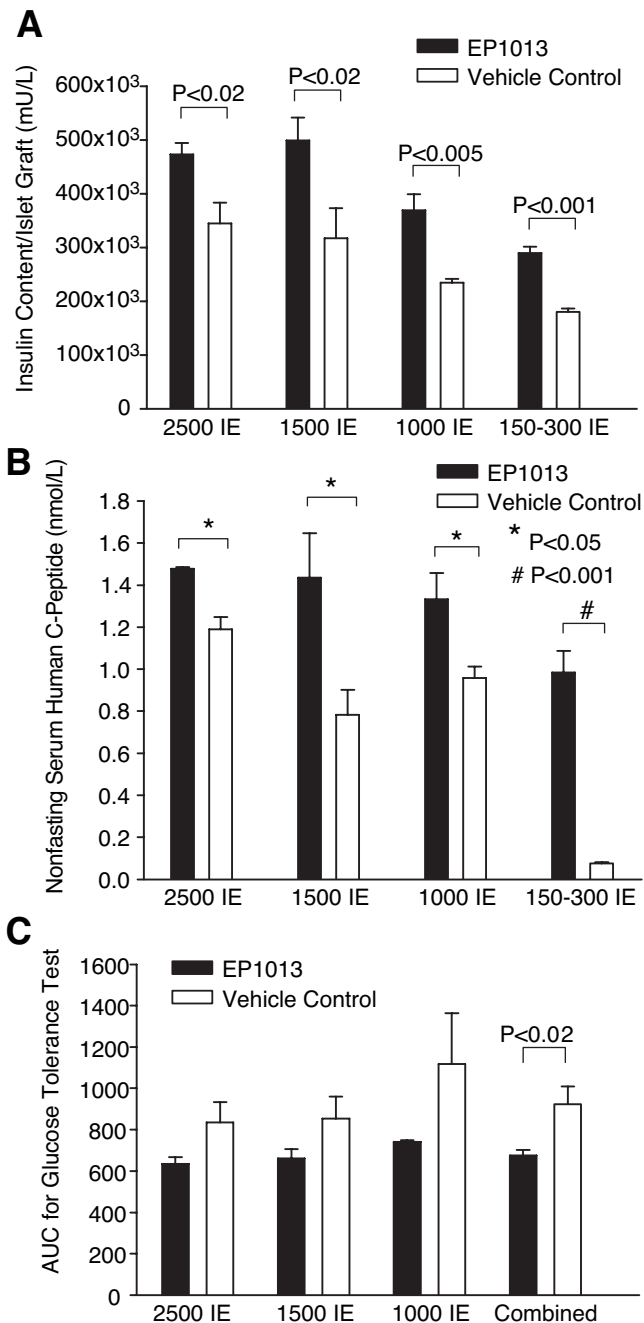 A
EP1013
Vehicle Control
Insulin Content/Islet Graft (mU/L)
600x10³
500x10³
400x10³
300x10³
200x10³
100x10³
0
P<0.02
P<0.02
P<0.005
P<0.001
2500 IE
1500 IE
1000 IE
150-300 IE
B
EP1013
Vehicle Control
* P<0.05
# P<0.001
Nonfasting Serum Human C-Peptide (nmol/L)
1.8
1.6
1.4
1.2
1.0
0.8
0.6
0.4
0.2
0.0
*
*
*
#
2500 IE
1500 IE
1000 IE
150-300 IE
C
EP1013
Vehicle Control
AUC for Glucose Tolerance Test
1600
1400
1200
1000
800
600
400
200
0
P<0.02
2500 IE
1500 IE
1000 IE
Combined